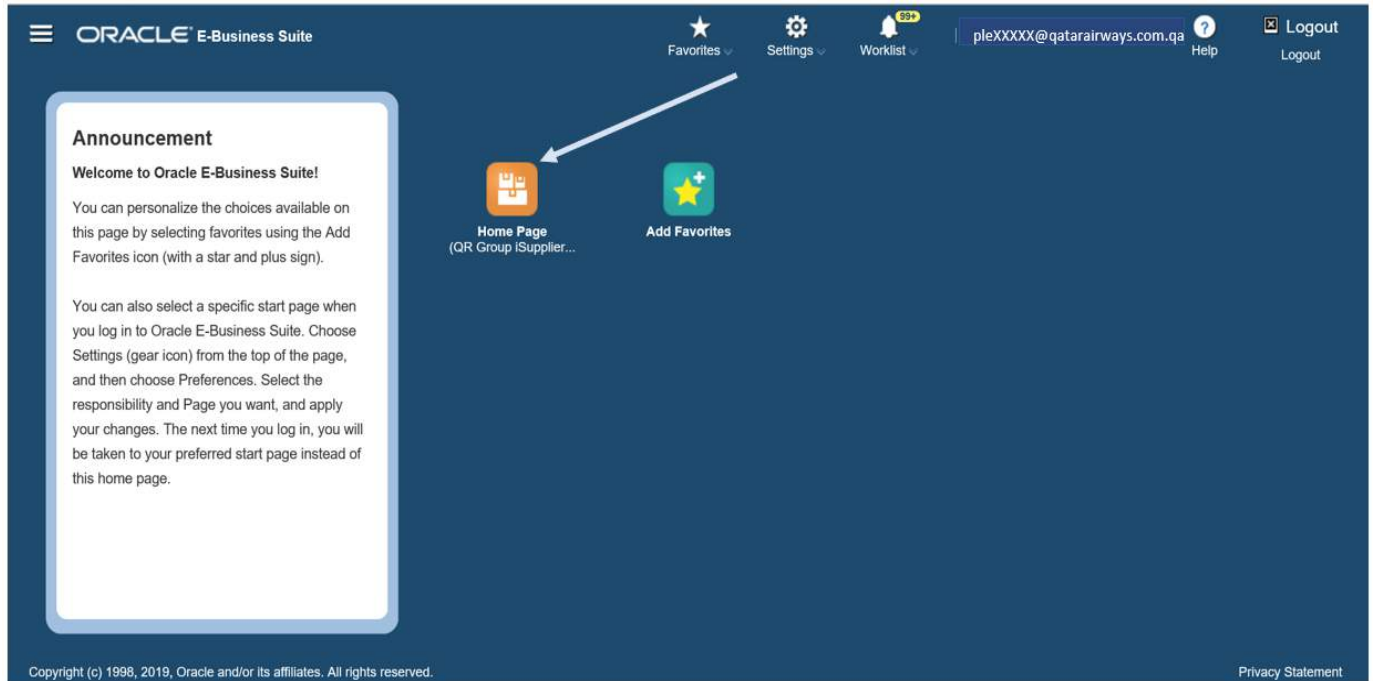 ORACLE E-Business Suite
Favorites
Settings
99+
Worklist
pleXXXXX@qatarairways.com.qa
?
Help
Logout
Logout
Announcement
Welcome to Oracle E-Business Suite!
You can personalize the choices available on
this page by selecting favorites using the Add
Favorites icon (with a star and plus sign).
You can also select a specific start page when
you log in to Oracle E-Business Suite. Choose
Settings (gear icon) from the top of the page,
and then choose Preferences. Select the
responsibility and Page you want, and apply
your changes. The next time you log in, you will
be taken to your preferred start page instead of
this home page.
Home Page
(QR Group iSupplier...
Add Favorites
Copyright (c) 1998, 2019, Oracle and/or its affiliates. All rights reserved.
Privacy Statement